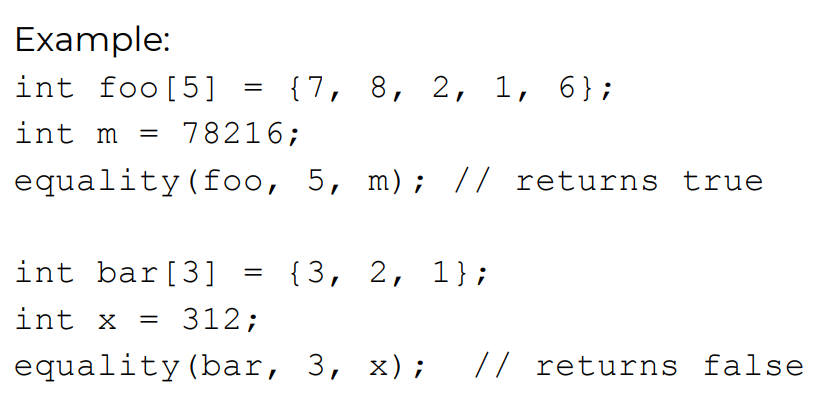 Example:
int foo[5] = {7, 8, 2, 1, 6};
int m = 78216;
equality(foo, 5, m); // returns true
int bar[3] = {3, 2, 1};
int x = 312;
equality(bar, 3, x);  // returns false